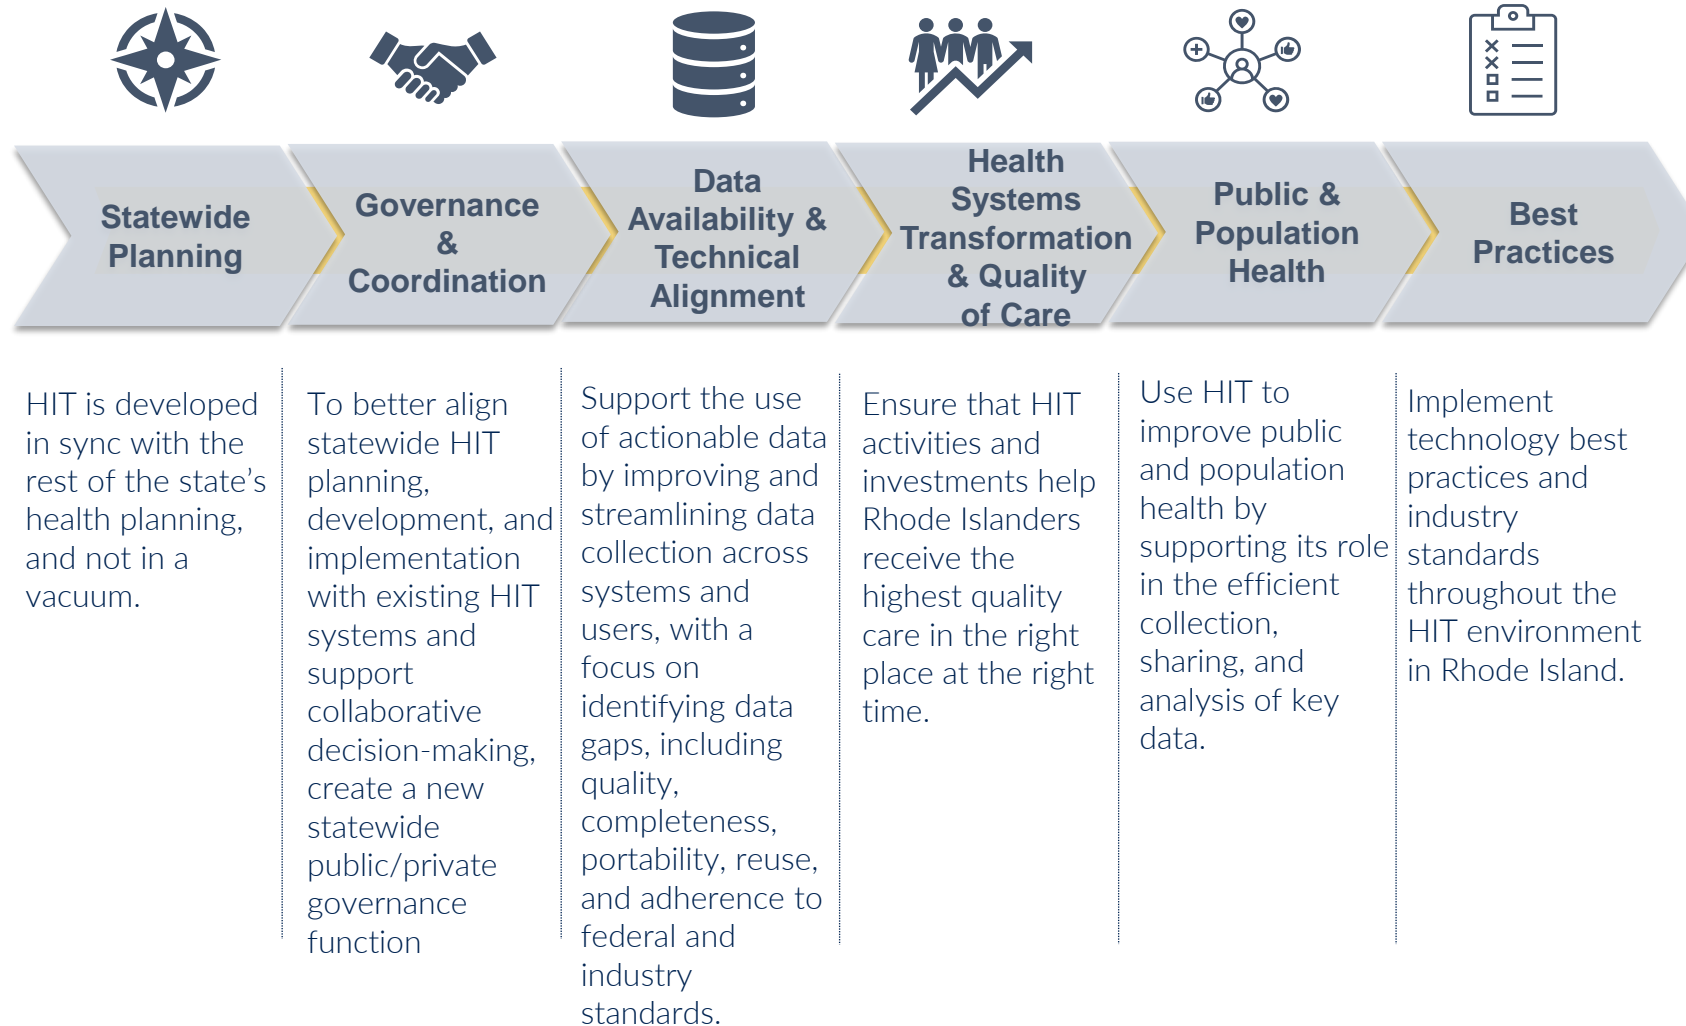 Statewide
Planning
Governance
&
Coordination
Data
Availability &
Technical
Alignment
Health
Systems
Transformation
& Quality
of Care
Public &
Population
Health
Best
Practices
HIT is developed
in sync with the
rest of the state’s
health planning,
and not in a
vacuum.
To better align
statewide HIT
planning,
development, and
implementation
with existing HIT
systems and
support
collaborative
decision-making,
create a new
statewide
public/private
governance
function
Support the use
of actionable data
by improving and
streamlining data
collection across
systems and
users, with a
focus on
identifying data
gaps, including
quality,
completeness,
portability, reuse,
and adherence to
federal and
industry
standards.
Ensure that HIT
activities and
investments help
Rhode Islanders
receive the
highest quality
care in the right
place at the right
time.
Use HIT to
improve public
and population
health by
supporting its role
in the efficient
collection,
sharing, and
analysis of key
data.
Implement
technology best
practices and
industry
standards
throughout the
HIT environment
in Rhode Island.